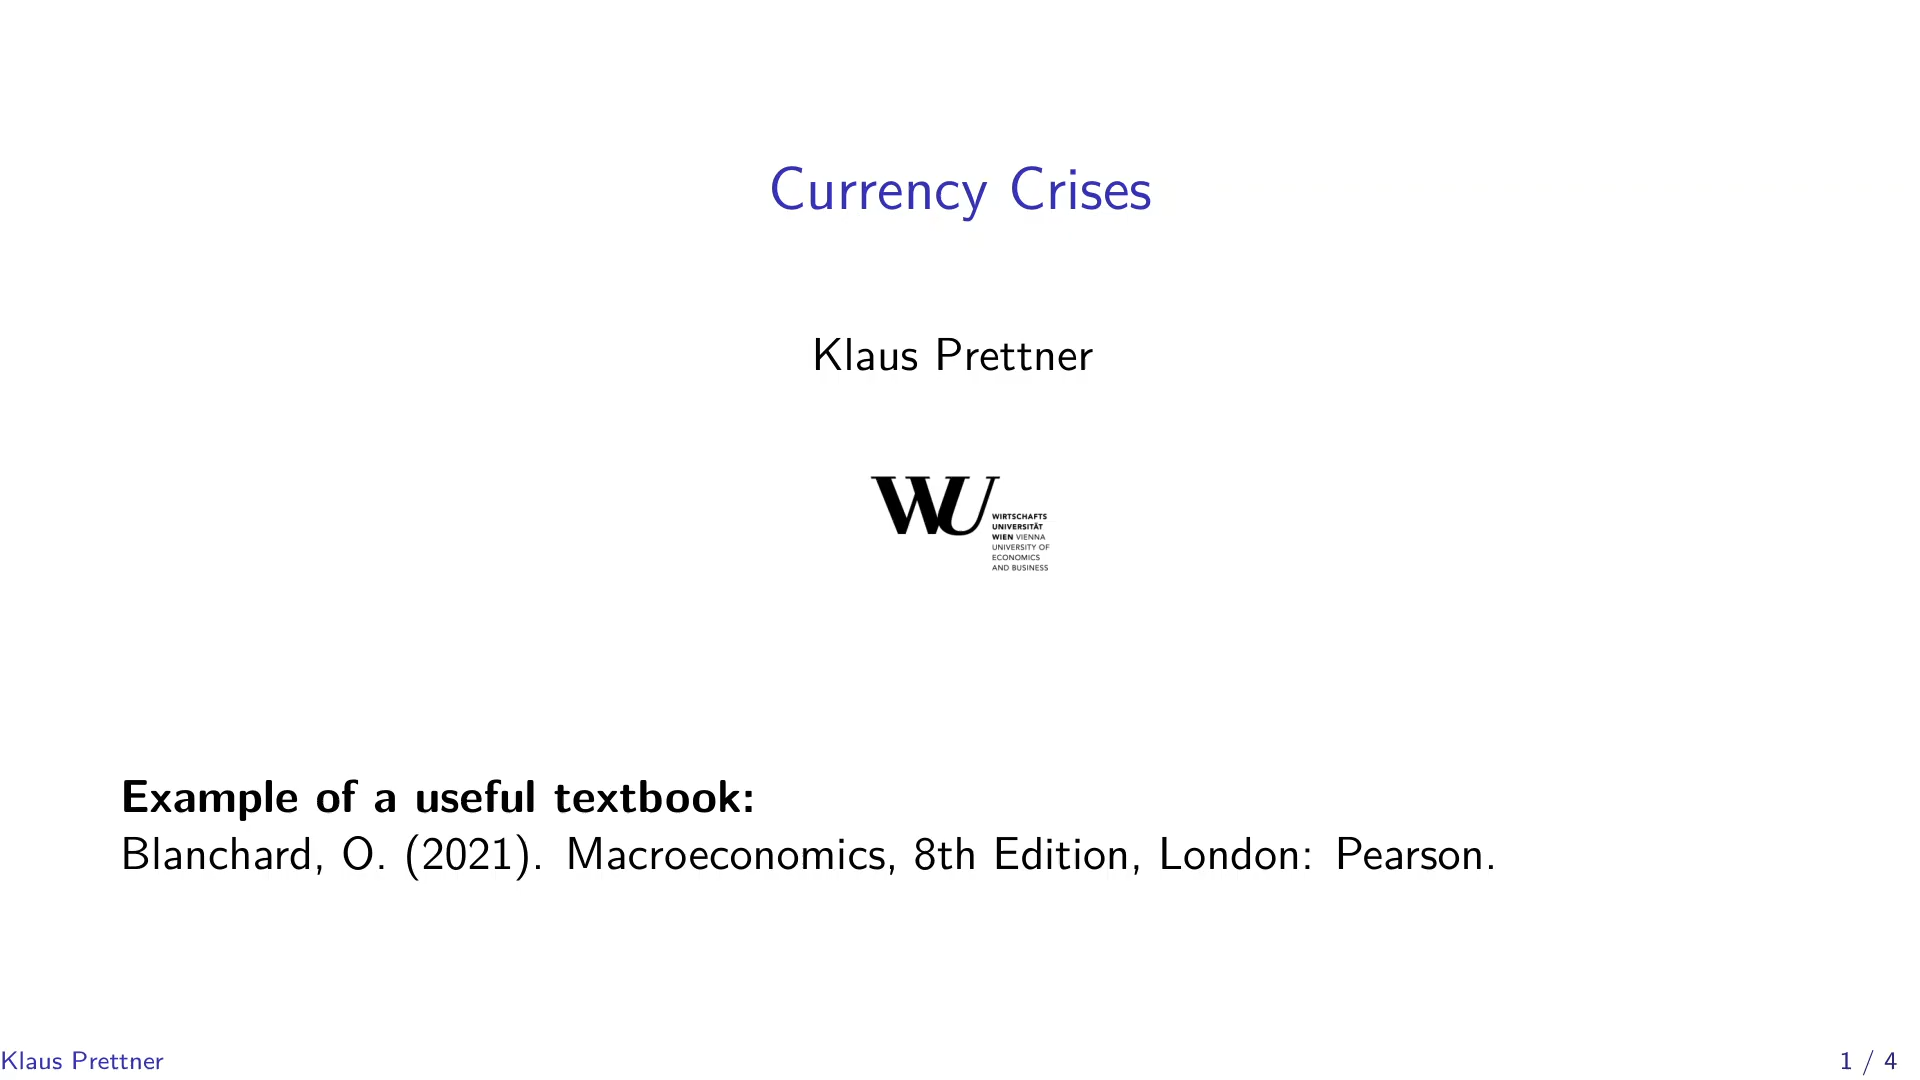 Currency Crises
Klaus Prettner
WU
WIRTSCHAFTS
UNIVERSITÄT
WIEN VIENNA
UNIVERSITY OF
ECONOMICS
AND BUSINESS
Example of a useful textbook:
Blanchard, O. (2021). Macroeconomics, 8th Edition, London: Pearson.
Klaus Prettner
1 / 4